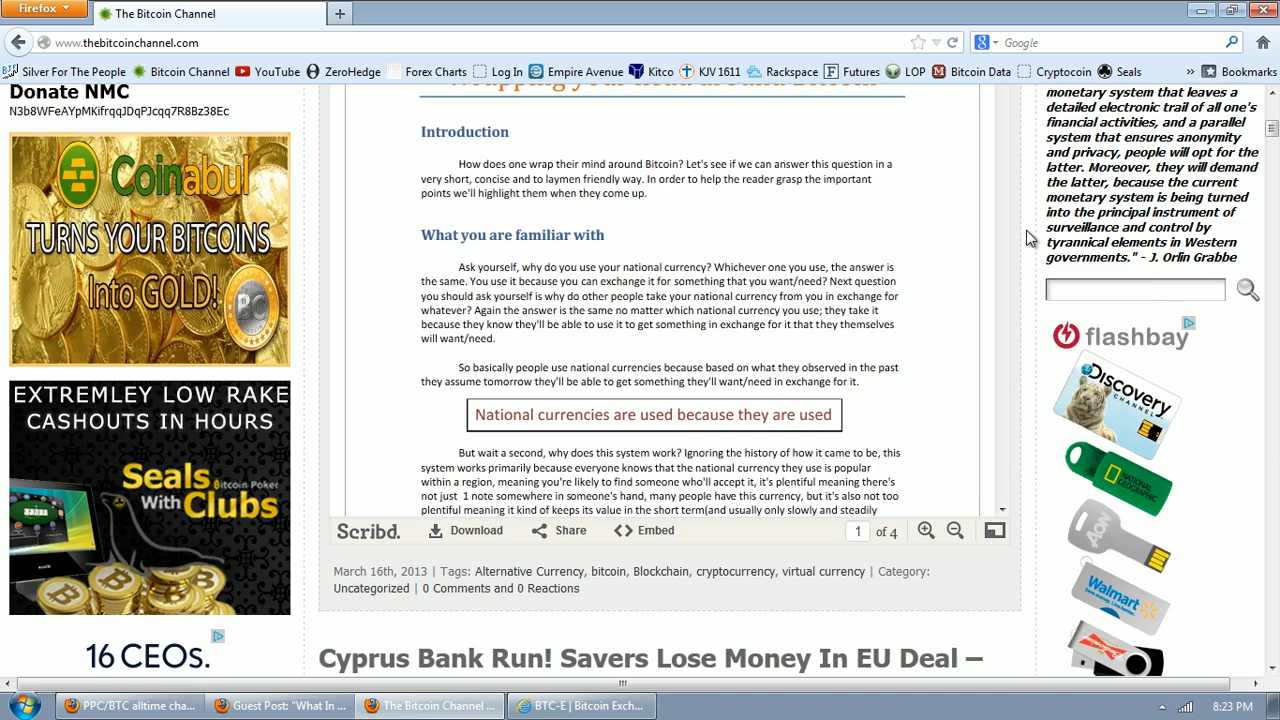 Firefox
The Bitcoin Channel
www.thebitcoinchannel.com
Google
Silver For The People
Bitcoin Channel
YouTube
ZeroHedge
Forex Charts
Log In
Empire Avenue
Kitco
KJV 1611
Rackspace
Futures
LOP
Bitcoin Data
Cryptocoin
Seals
»
Bookmarks
Donate NMC
N3b8WFeAYpMKifrqqJDqPJcqq7R8Bz38Ec
Coinabul
TURNS YOUR BITCOINS
Into GOLD!
BC
EXTREMLEY LOW RAKE
CASHOUTS IN HOURS
Seals Bitcoin Poker
With Clubs
16 CEOs.
Wrapping your head around Bitcoin
Introduction
How does one wrap their mind around Bitcoin? Let's see if we can answer this question in a
very short, concise and to laymen friendly way. In order to help the reader grasp the important
points we'll highlight them when they come up.
What you are familiar with
Ask yourself, why do you use your national currency? Whichever one you use, the answer is
the same. You use it because you can exchange it for something that you want/need? Next question
you should ask yourself is why do other people take your national currency from you in exchange for
whatever? Again the answer is the same no matter which national currency you use; they take it
because they know they'll be able to use it to get something in exchange for it that they themselves
will want/need.
So basically people use national currencies because based on what they observed in the past
they assume tomorrow they'll be able to get something they'll want/need in exchange for it.
National currencies are used because they are used
But wait a second, why does this system work? Ignoring the history of how it came to be, this
system works primarily because everyone knows that the national currency they use is popular
within a region, meaning you're likely to find someone who'll accept it, it's plentiful meaning there's
not just 1 note somewhere in someone's hand, many people have this currency, but it's also not too
plentiful meaning it kind of keeps its value in the short term(and usually only slowly and steadily
Scribd.
Download
Share
Embed
1 of 4
March 16th, 2013 | Tags: Alternative Currency, bitcoin, Blockchain, cryptocurrency, virtual currency | Category:
Uncategorized | 0 Comments and 0 Reactions
Cyprus Bank Run! Savers Lose Money In EU Deal –
monetary system that leaves a
detailed electronic trail of all one's
financial activities, and a parallel
system that ensures anonymity
and privacy, people will opt for the
latter. Moreover, they will demand
the latter, because the current
monetary system is being turned
into the principal instrument of
surveillance and control by
tyrannical elements in Western
governments." - J. Orlin Grabbe
flashbay
Discovery
CHANNEL
NATIONAL
GEOGRAPHIC
AON
Walmart
Save money. Live better.
PPC/BTC alltime cha...
Guest Post: "What In ...
The Bitcoin Channel ...
BTC-E | Bitcoin Exch...
8:23 PM